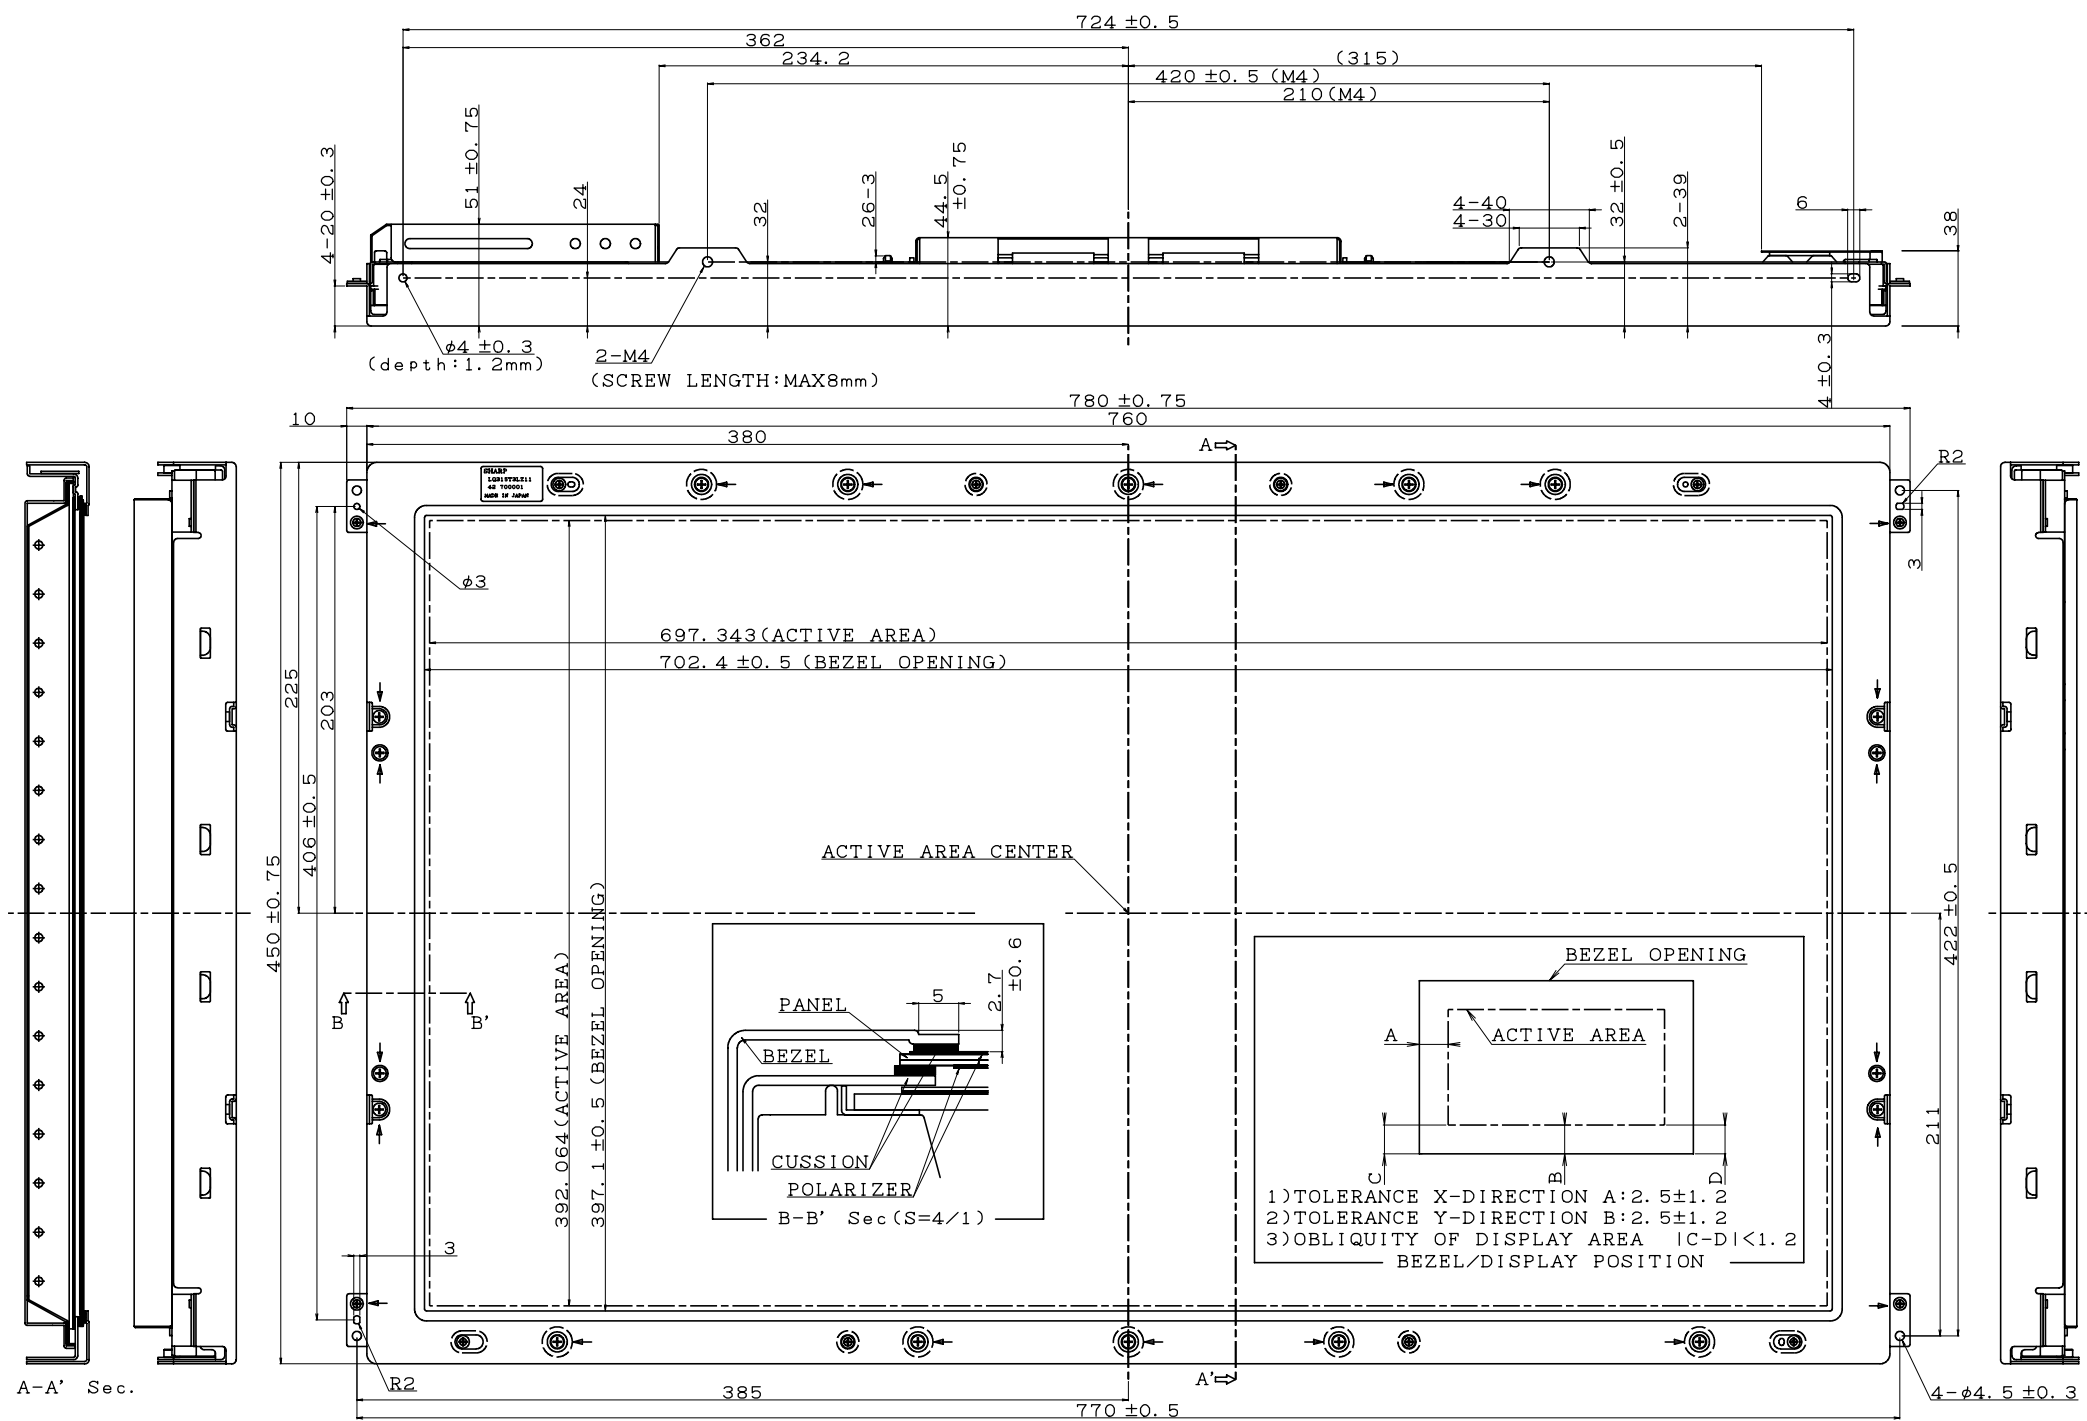 724 ±0.5
362
234.2
(315)
420 ±0.5 (M4)
210(M4)
4-20 ±0.3
51 ±0.75
24
32
26-3
44.5
±0.75
4-40
4-30
32 ±0.5
2-39
6
38
φ4 ±0.3
(depth:1.2mm)
2-M4
(SCREW LENGTH:MAX8mm)
4 ±0.3
780 ±0.75
10
760
380
A
R2
SHARP
LQ315T3LZ11
42 700001
MADE IN JAPAN
φ3
3
697.343(ACTIVE AREA)
702.4 ±0.5 (BEZEL OPENING)
225
203
406 ±0.5
450 ±0.75
ACTIVE AREA CENTER
422 ±0.5
211
392.064(ACTIVE AREA)
397.1 ±0.5 (BEZEL OPENING)
B
B'
PANEL
5
2.7
±0.6
BEZEL
CUSSION
POLARIZER
B-B' Sec(S=4/1)
BEZEL OPENING
ACTIVE AREA
A
C
B
D
1)TOLERANCE X-DIRECTION A:2.5±1.2
2)TOLERANCE Y-DIRECTION B:2.5±1.2
3)OBLIQUITY OF DISPLAY AREA |C-D|<1.2
BEZEL/DISPLAY POSITION
3
A-A' Sec.
R2
385
A'
4-φ4.5 ±0.3
770 ±0.5